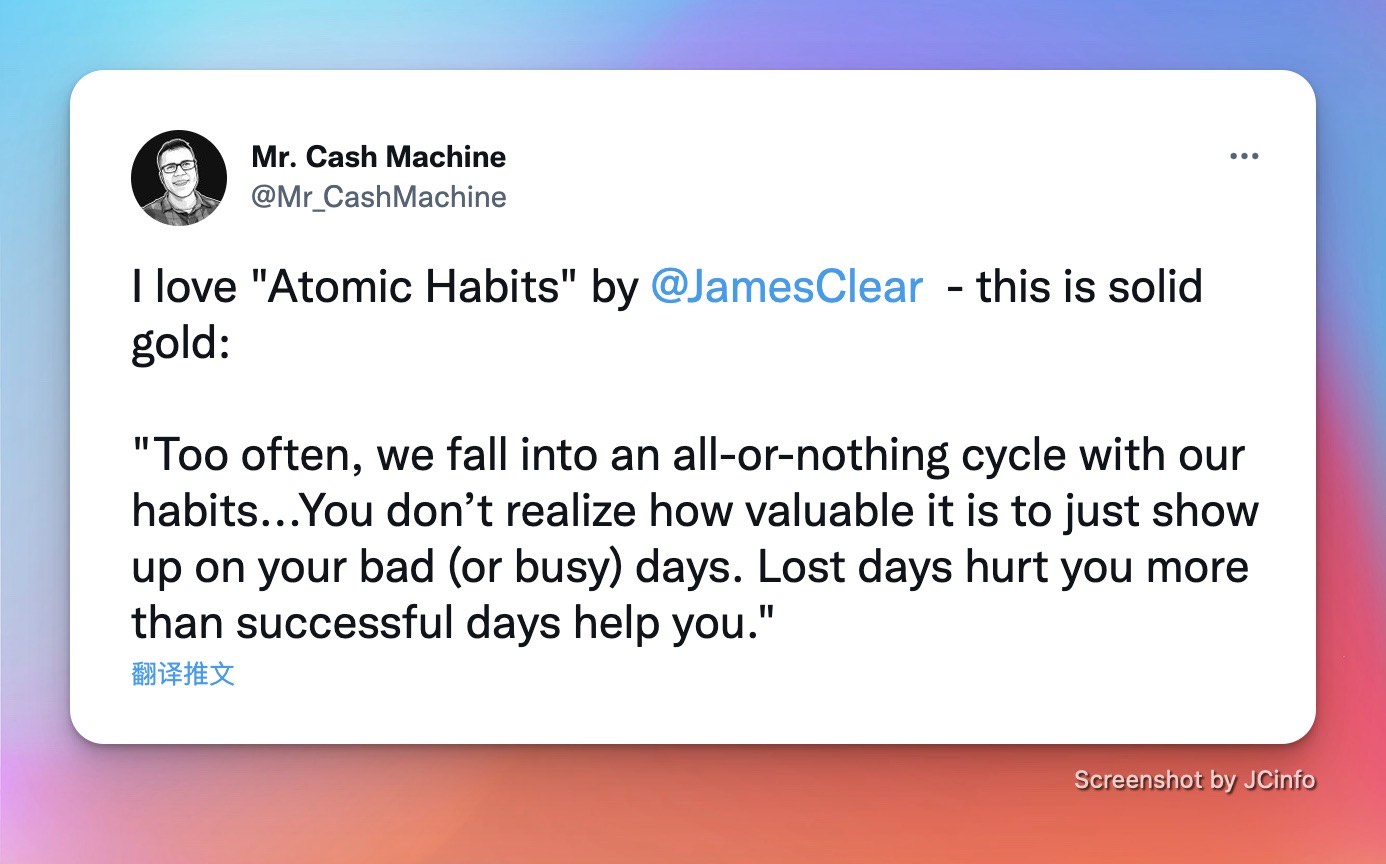 Mr. Cash Machine
@Mr_CashMachine
I love "Atomic Habits" by @JamesClear - this is solid
gold:
"Too often, we fall into an all-or-nothing cycle with our
habits...You don’t realize how valuable it is to just show
up on your bad (or busy) days. Lost days hurt you more
than successful days help you."
翻译推文
Screenshot by JCinfo